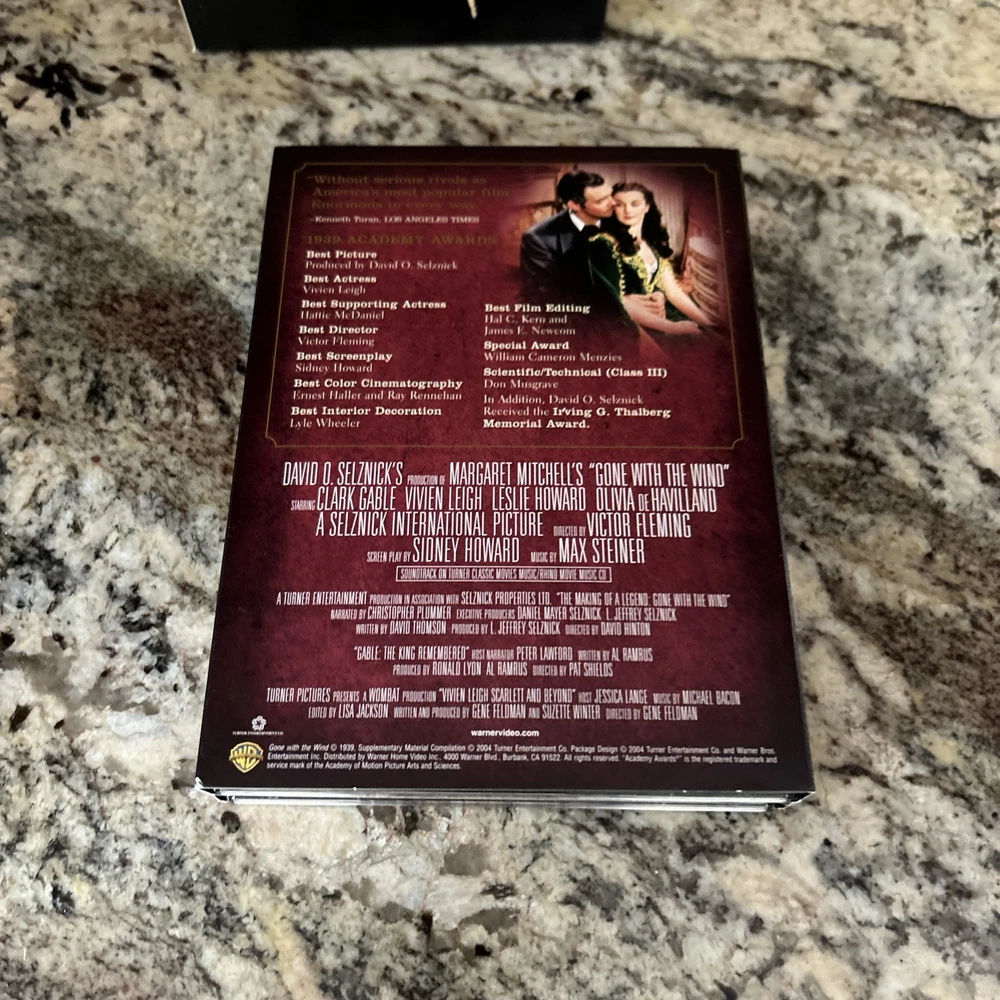 "Without serious rivals as
America's most popular film
Enormous in every way.
–Kenneth Turan, LOS ANGELES TIMES
1939 ACADEMY AWARDS
Best Picture
Produced by David O. Selznick
Best Actress
Vivien Leigh
Best Supporting Actress
Hattie McDaniel
Best Director
Victor Fleming
Best Screenplay
Sidney Howard
Best Color Cinematography
Ernest Haller and Ray Rennehan
Best Interior Decoration
Lyle Wheeler
Best Film Editing
Hal C. Kern and
James E. Newcom
Special Award
William Cameron Menzies
Scientific/Technical (Class III)
Don Musgrave
In Addition, David O. Selznick
Received the Irving G. Thalberg
Memorial Award.
DAVID O. SELZNICK'S PRODUCTION OF MARGARET MITCHELL'S "GONE WITH THE WIND"
STARRING CLARK GABLE VIVIEN LEIGH LESLIE HOWARD OLIVIA DE HAVILLAND
A SELZNICK INTERNATIONAL PICTURE DIRECTED BY VICTOR FLEMING
SCREEN PLAY BY SIDNEY HOWARD MUSIC BY MAX STEINER
SOUNDTRACK ON TURNER CLASSIC MOVIES MUSIC/RHINO MOVIE MUSIC CD
A TURNER ENTERTAINMENT PRODUCTION IN ASSOCIATION WITH SELZNICK PROPERTIES LTD. "THE MAKING OF A LEGEND: GONE WITH THE WIND"
NARRATED BY CHRISTOPHER PLUMMER EXECUTIVE PRODUCERS DANIEL MAYER SELZNICK L. JEFFREY SELZNICK
WRITTEN BY DAVID THOMSON PRODUCED BY L. JEFFREY SELZNICK DIRECTED BY DAVID HINTON
"GABLE: THE KING REMEMBERED" HOST NARRATOR PETER LAWFORD WRITTEN BY AL RAMRUS
PRODUCED BY RONALD LYON AL RAMRUS DIRECTED BY PAT SHIELDS
TURNER PICTURES PRESENTS A WOMBAT PRODUCTION "VIVIEN LEIGH SCARLETT AND BEYOND" HOST JESSICA LANGE MUSIC BY MICHAEL BACON
EDITED BY LISA JACKSON WRITTEN AND PRODUCED BY GENE FELDMAN AND SUZETTE WINTER DIRECTED BY GENE FELDMAN
TURNER ENTERTAINMENT CO.
warnervideo.com
WB
Gone with the Wind © 1939, Supplementary Material Compilation © 2004 Turner Entertainment Co. Package Design © 2004 Turner Entertainment Co. and Warner Bros.
Entertainment Inc. Distributed by Warner Home Video Inc., 4000 Warner Blvd., Burbank, CA 91522. All rights reserved. "Academy Awards®" is the registered trademark and
service mark of the Academy of Motion Picture Arts and Sciences.